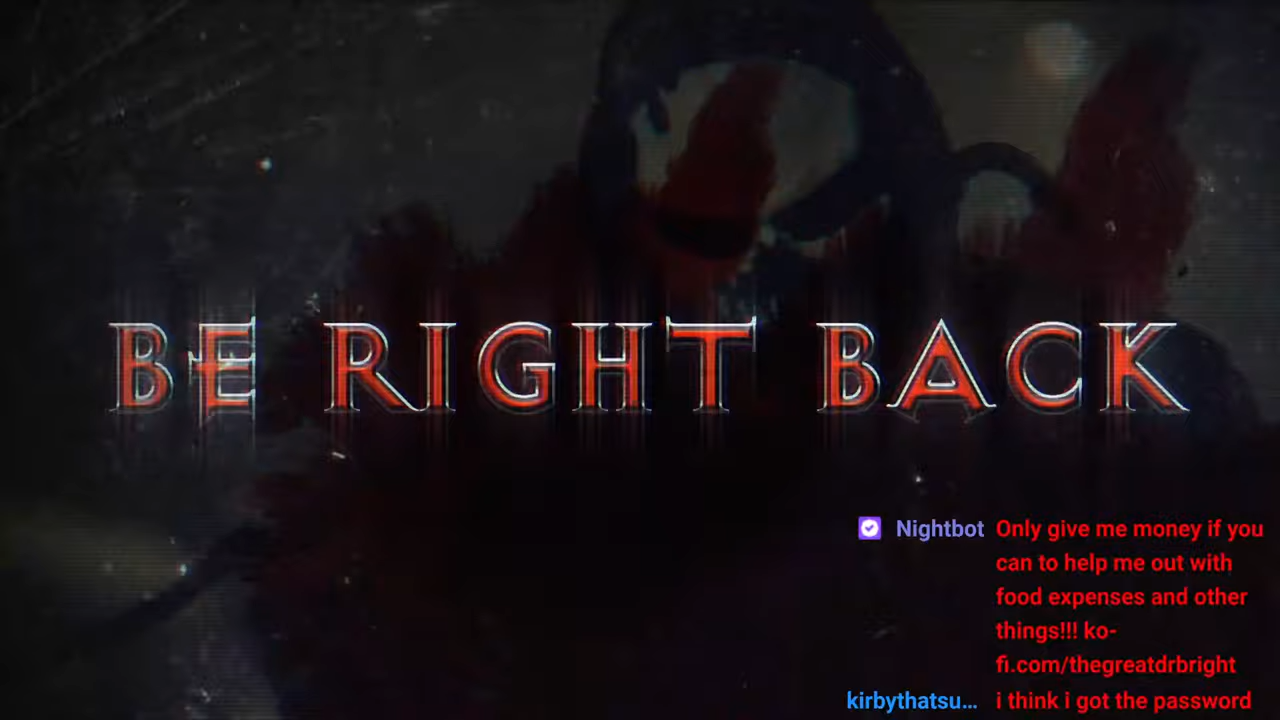 BE RIGHT BACK
Nightbot Only give me money if you
can to help me out with
food expenses and other
things!!! ko-
fi.com/thegreatdrbright
kirbythatsu... i think i got the password